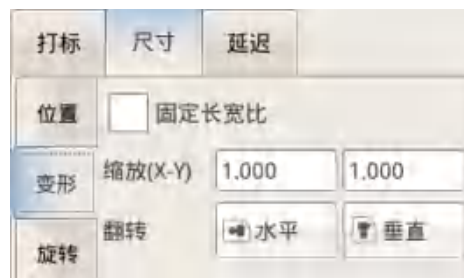 打标 尺寸 延迟
位置 固定长宽比
变形 缩放(X-Y) 1.000 1.000
旋转 翻转 水平 垂直